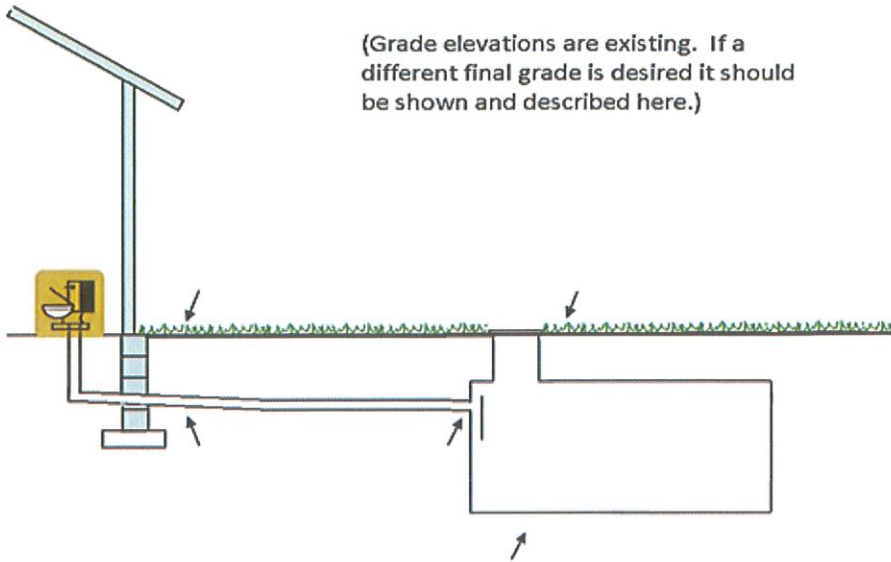 (Grade elevations are existing.  If a
different final grade is desired it should
be shown and described here.)